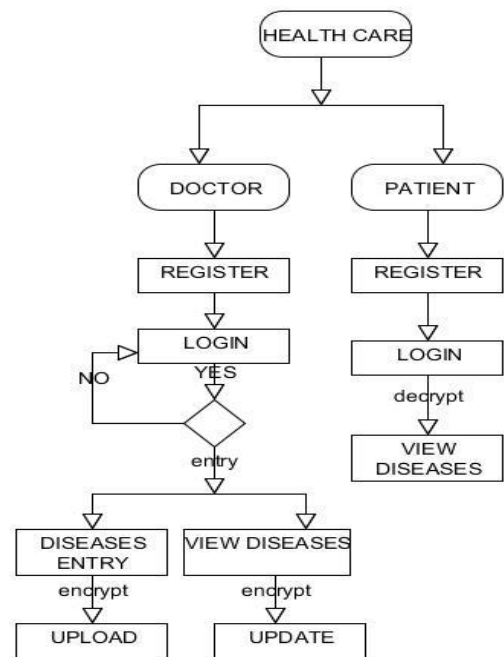 HEALTH CARE
DOCTOR
PATIENT
REGISTER
REGISTER
LOGIN
LOGIN
NO
YES
decrypt
VIEW
DISEASES
entry
DISEASES
ENTRY
VIEW DISEASES
encrypt
encrypt
UPLOAD
UPDATE